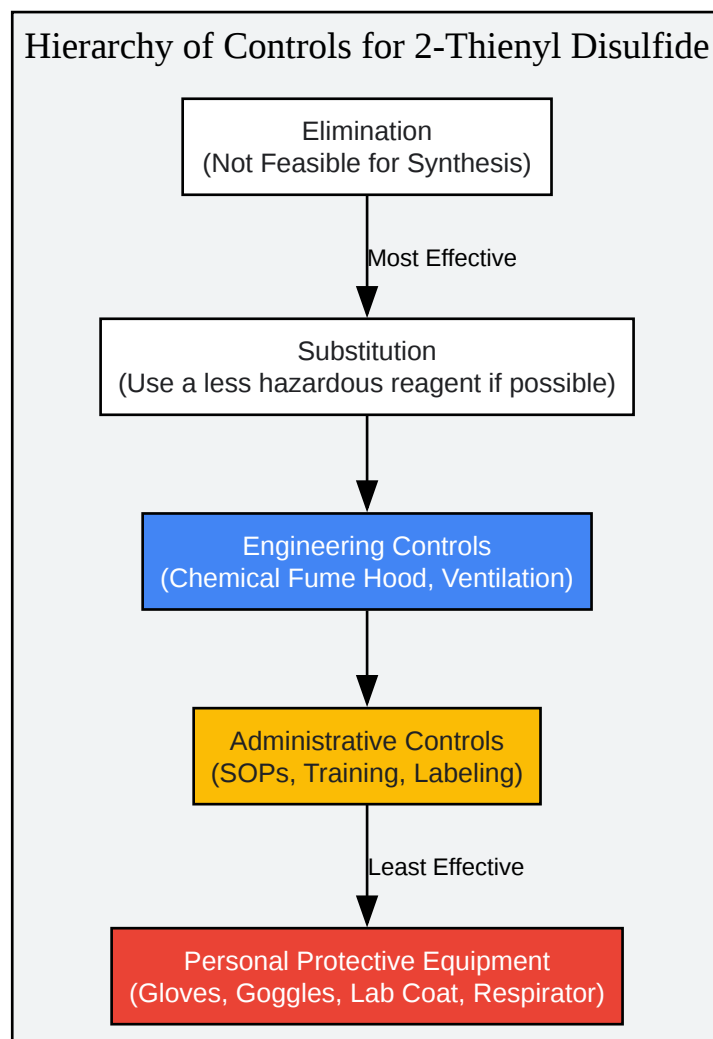 Hierarchy of Controls for 2-Thienyl Disulfide
Elimination
(Not Feasible for Synthesis)
Most Effective
Substitution
(Use a less hazardous reagent if possible)
Engineering Controls
(Chemical Fume Hood, Ventilation)
Administrative Controls
(SOPs, Training, Labeling)
Least Effective
Personal Protective Equipment
(Gloves, Goggles, Lab Coat, Respirator)